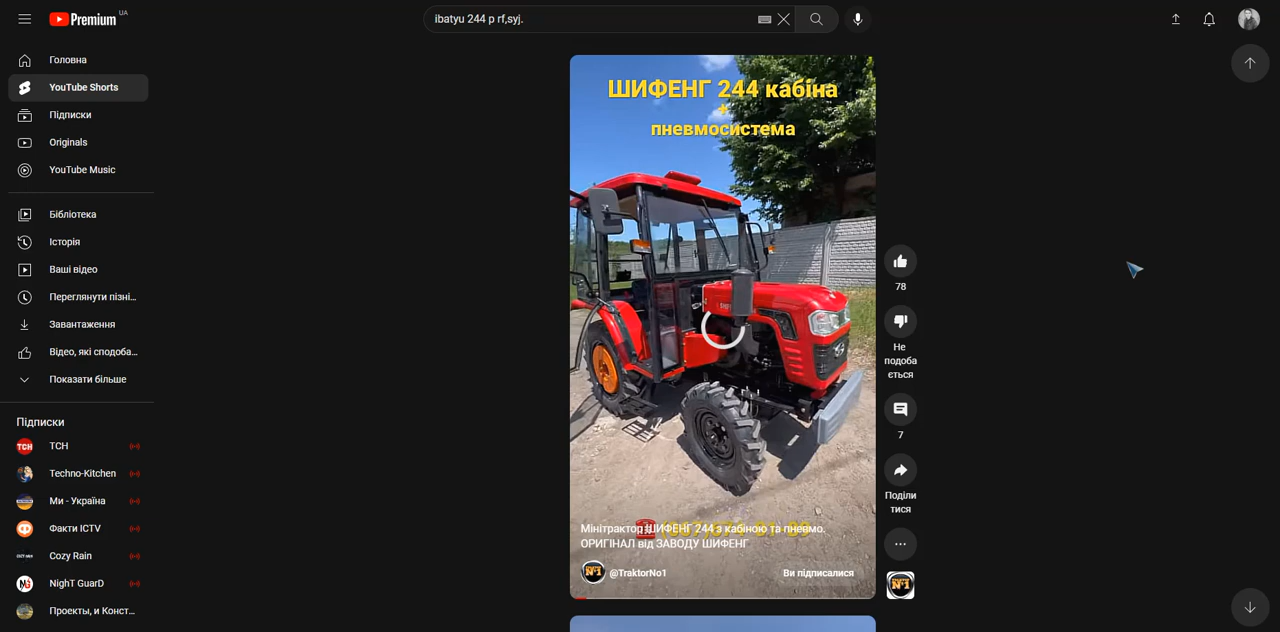 Premium UA
ibatyu 244 p rf,syj.
Головна
YouTube Shorts
Підписки
Originals
YouTube Music
Бібліотека
Історія
Ваші відео
Переглянути пізні...
Завантаження
Відео, які сподоба...
Показати більше
Підписки
ТСН
Techno-Kitchen
Ми - Україна
Факти ICTV
Cozy Rain
NighT GuarD
Проекты, и Конст...
ШИФЕНГ 244 кабіна
+
пневмосистема
Мінітрактор ШИФЕНГ 244 з кабіною та пневмо.
ОРИГІНАЛ від ЗАВОДУ ШИФЕНГ
@TraktorNo1
Ви підписалися
78
Не
подоба
ється
7
Поділи
тися